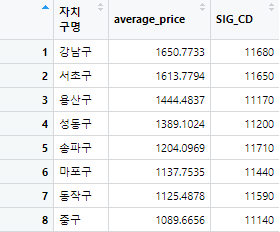 자치
구명 average_price SIG_CD
1 강남구 1650.7733 11680
2 서초구 1613.7794 11650
3 용산구 1444.4837 11170
4 성동구 1389.1024 11200
5 송파구 1204.0969 11710
6 마포구 1137.7535 11440
7 동작구 1125.4878 11590
8 중구 1089.6656 11140